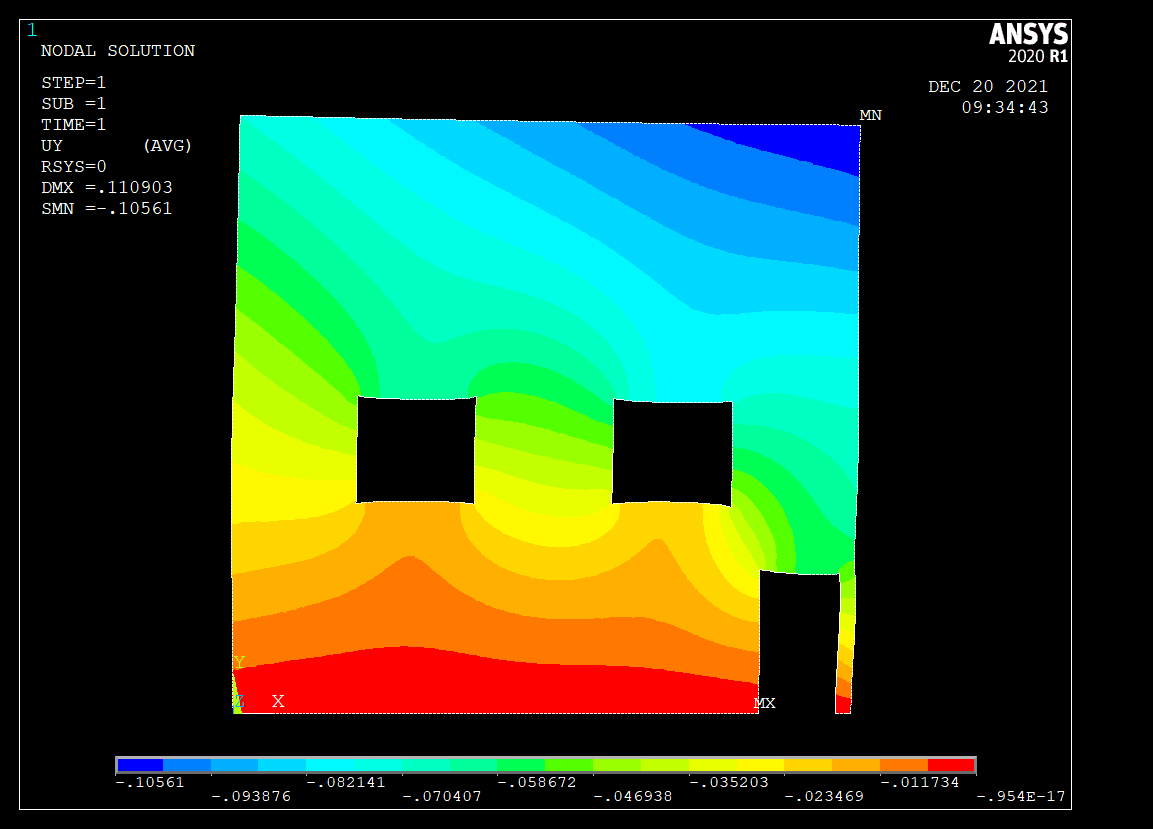 1
NODAL SOLUTION
STEP=1
SUB =1
TIME=1
UY (AVG)
RSYS=0
DMX =.110903
SMN =-.10561
ANSYS
2020 R1
DEC 20 2021
09:34:43
MN
Y
Z X
MX
-.10561 -.082141 -.058672 -.035203 -.011734
-.093876 -.070407 -.046938 -.023469 -.954E-17